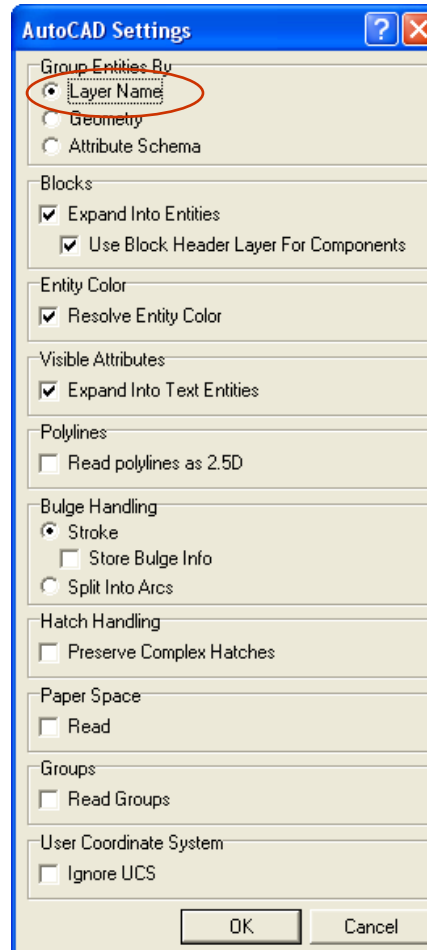 AutoCAD Settings
Group Entities By
Layer Name
Geometry
Attribute Schema
Blocks
Expand Into Entities
Use Block Header Layer For Components
Entity Color
Resolve Entity Color
Visible Attributes
Expand Into Text Entities
Polylines
Read polylines as 2.5D
Bulge Handling
Stroke
Store Bulge Info
Split Into Arcs
Hatch Handling
Preserve Complex Hatches
Paper Space
Read
Groups
Read Groups
User Coordinate System
Ignore UCS
OK Cancel